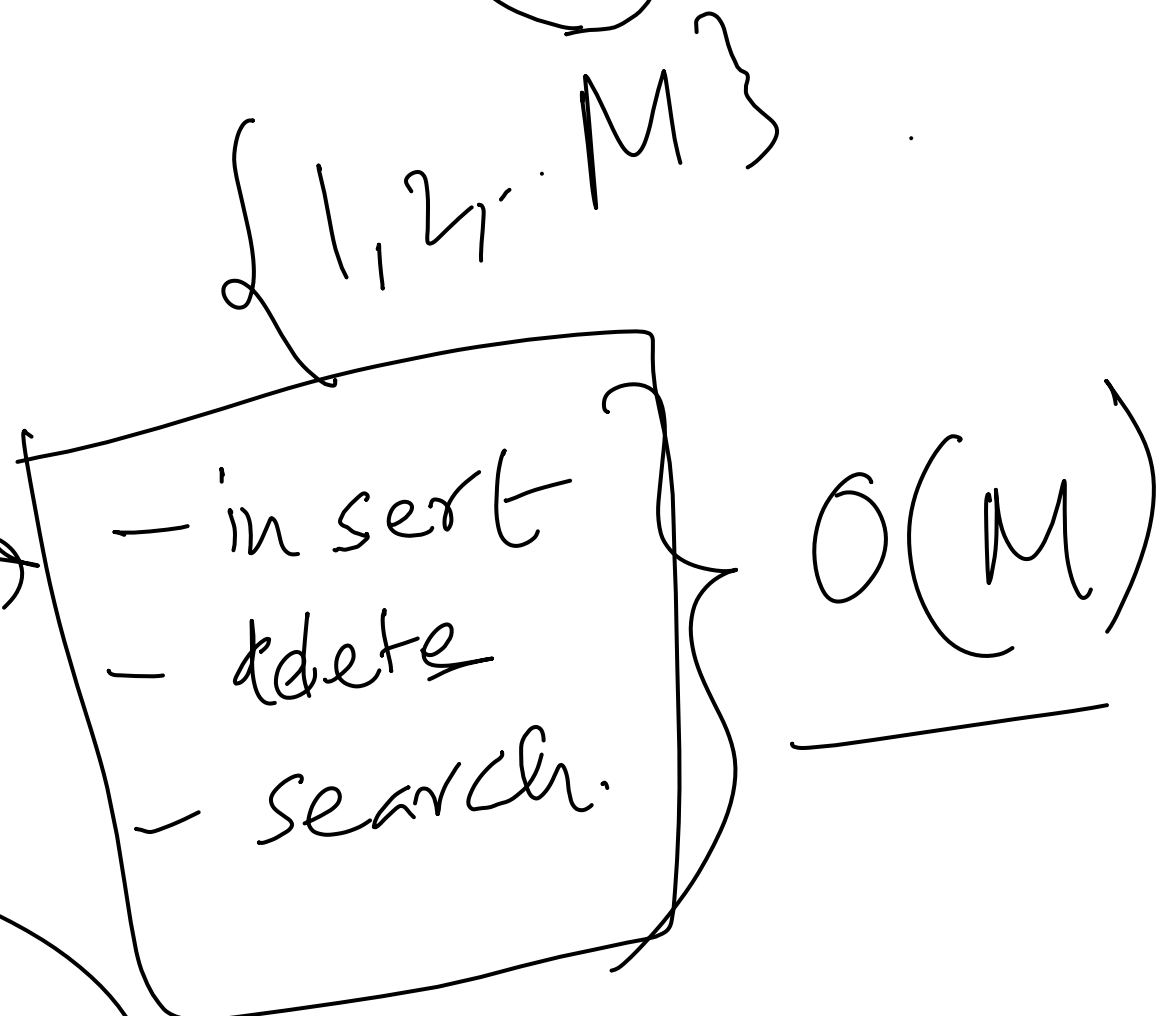 {1, 2, .. M}
- insert
- delete
- search.
O(M)